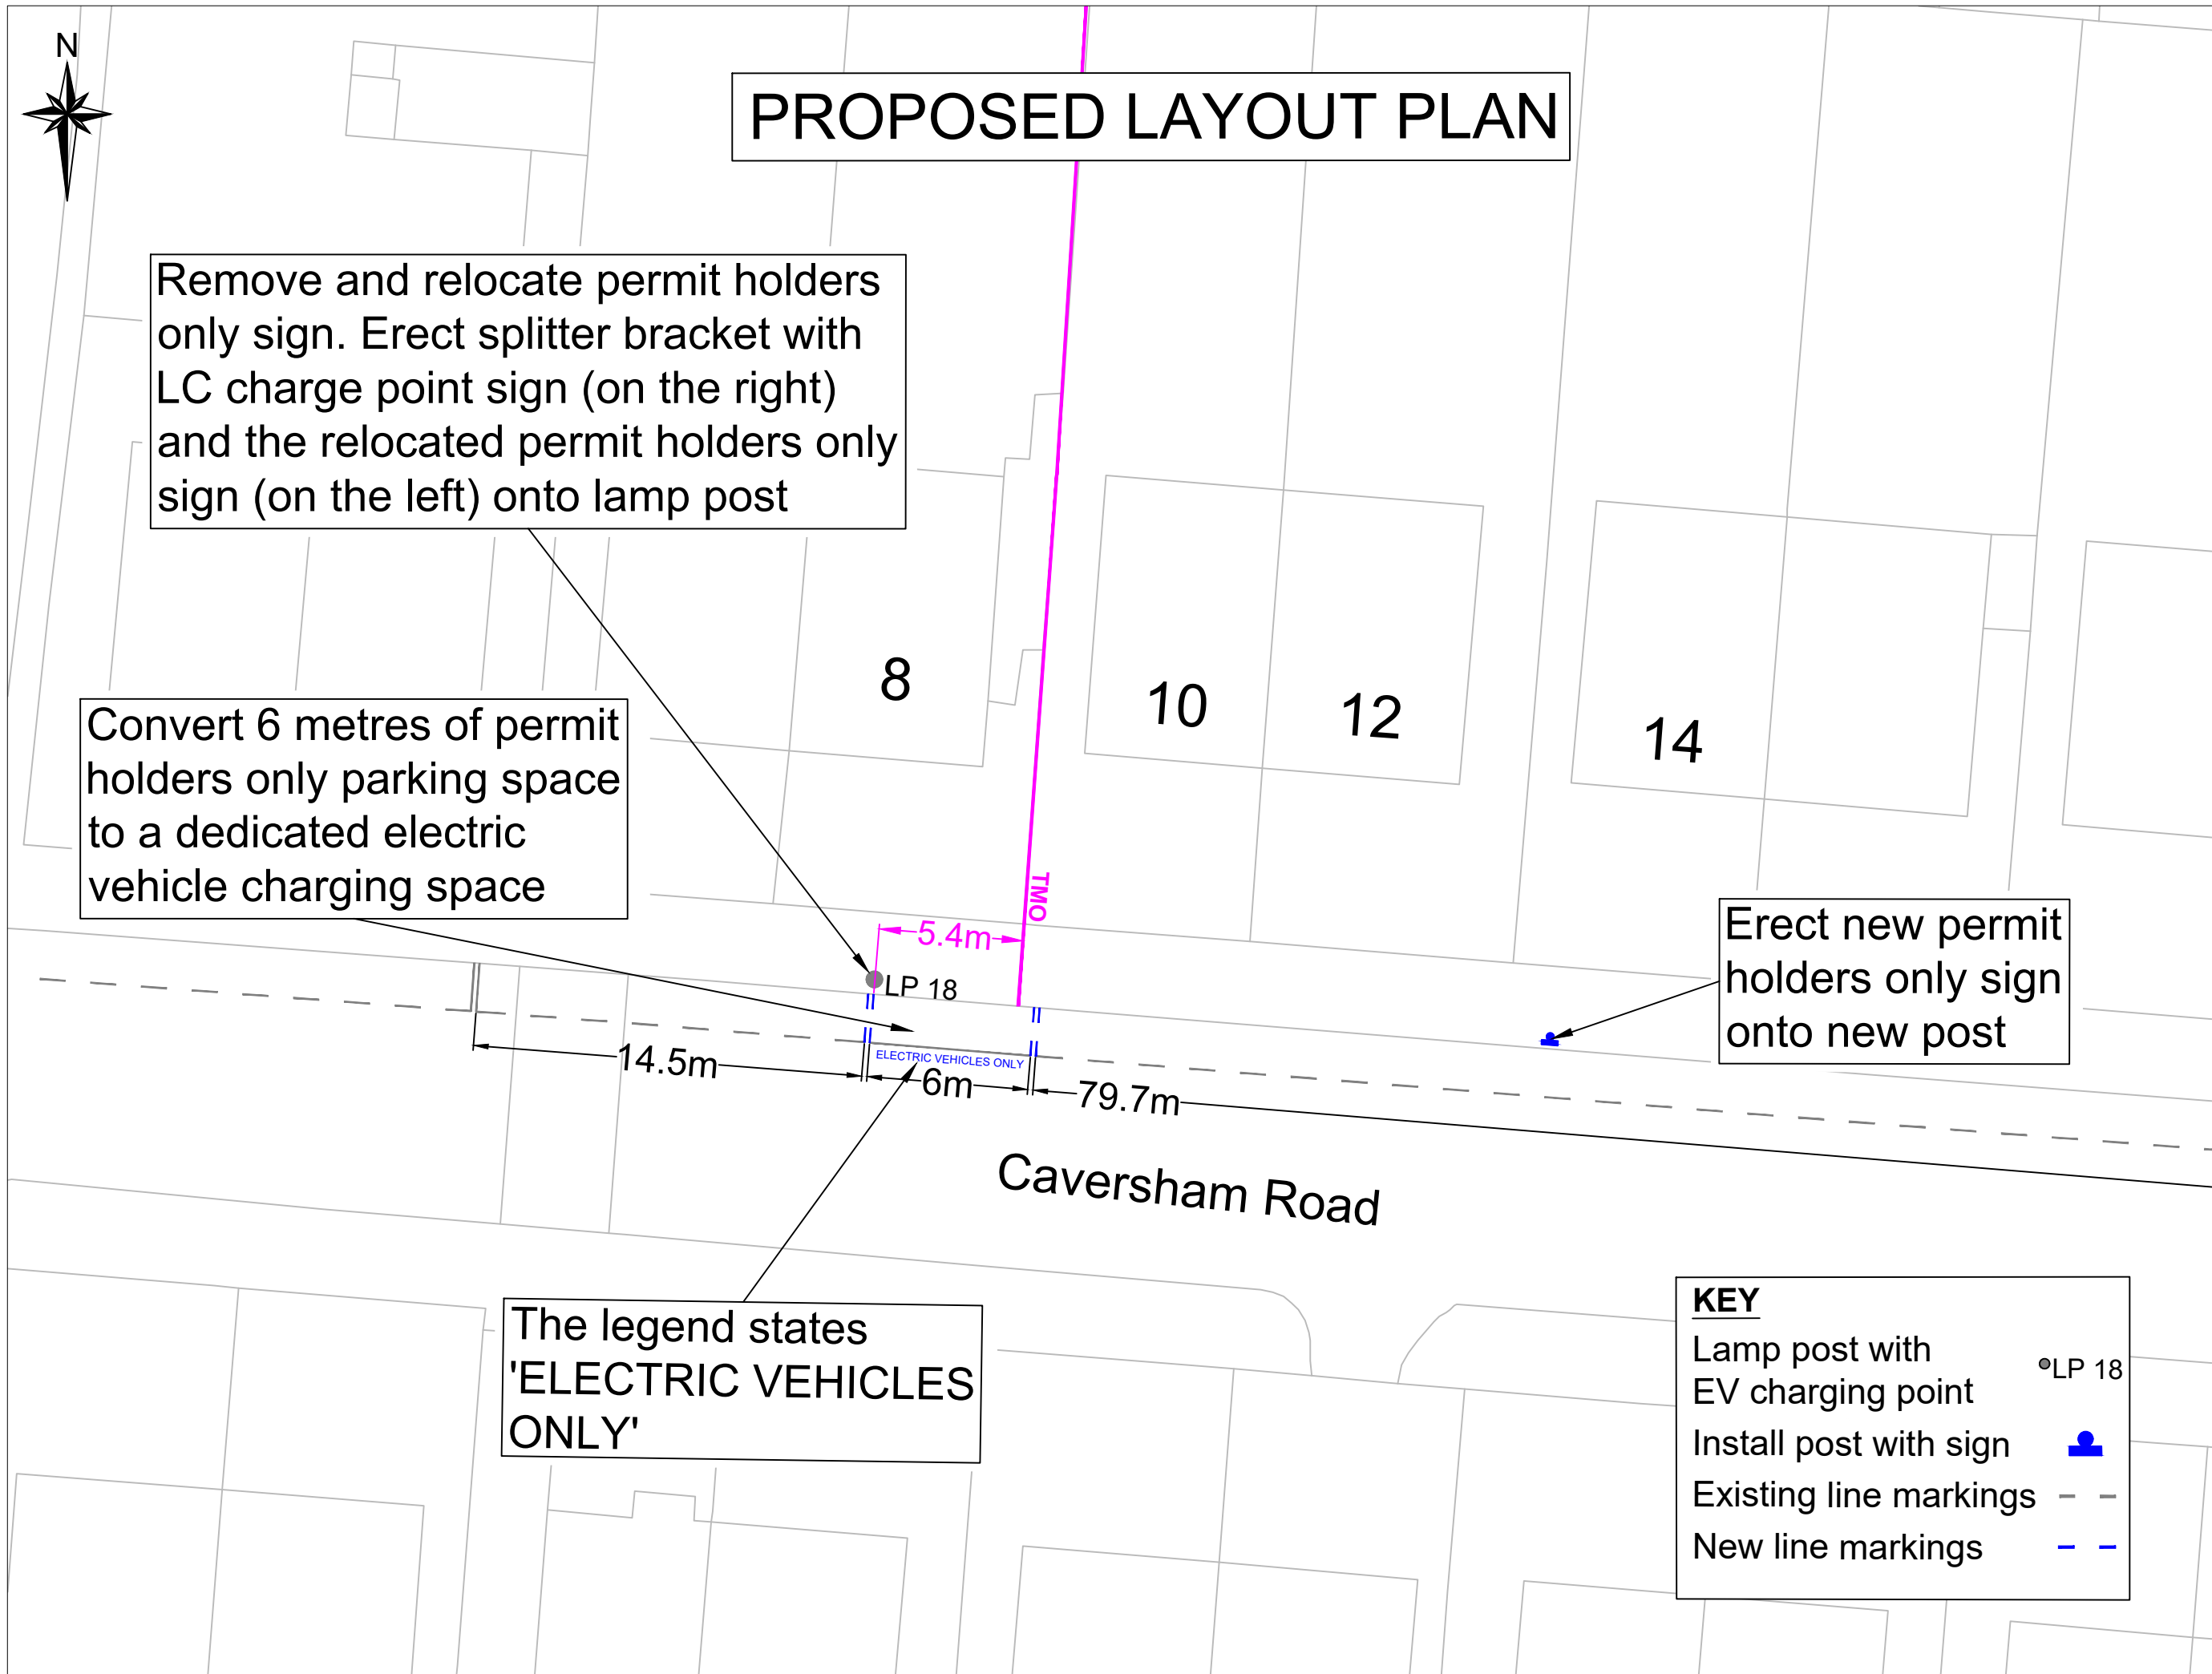 N
PROPOSED LAYOUT PLAN
Remove and relocate permit holders
only sign. Erect splitter bracket with
LC charge point sign (on the right)
and the relocated permit holders only
sign (on the left) onto lamp post
8
10
12
14
Convert 6 metres of permit
holders only parking space
to a dedicated electric
vehicle charging space
TMO
5.4m
LP 18
Erect new permit
holders only sign
onto new post
ELECTRIC VEHICLES ONLY
14.5m
6m
79.7m
Caversham Road
The legend states
'ELECTRIC VEHICLES
ONLY'
KEY
Lamp post with
EV charging point
LP 18
Install post with sign
Existing line markings
New line markings